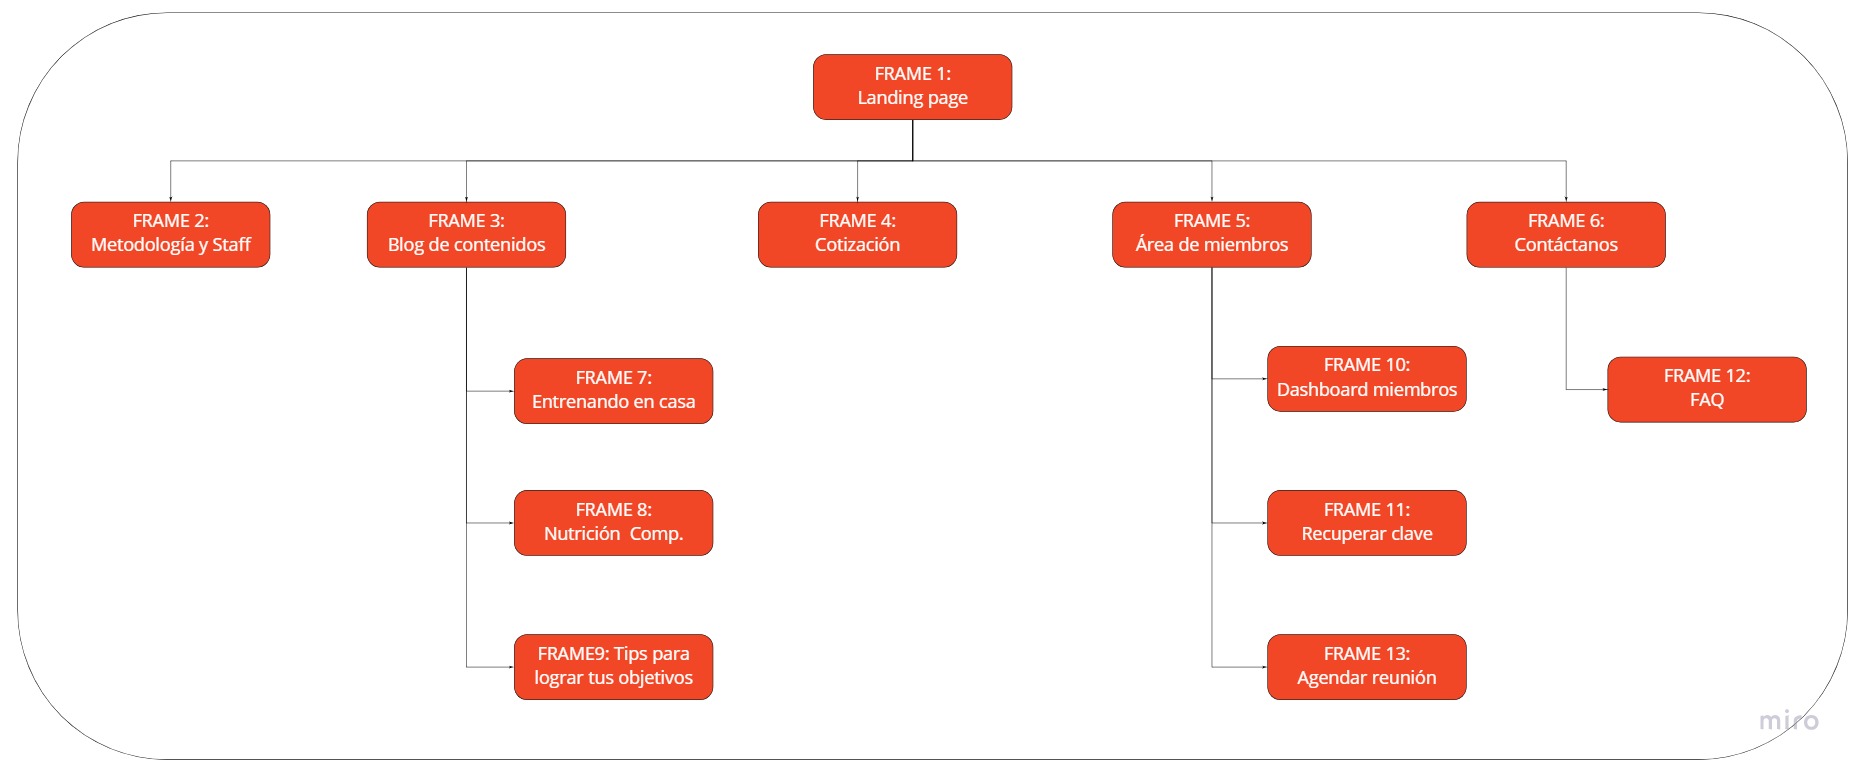 FRAME 1:
Landing page
FRAME 2:
Metodología y Staff
FRAME 3:
Blog de contenidos
FRAME 4:
Cotización
FRAME 5:
Área de miembros
FRAME 6:
Contáctanos
FRAME 7:
Entrenando en casa
FRAME 8:
Nutrición  Comp.
FRAME9: Tips para
lograr tus objetivos
FRAME 10:
Dashboard miembros
FRAME 11:
Recuperar clave
FRAME 13:
Agendar reunión
FRAME 12:
FAQ
miro